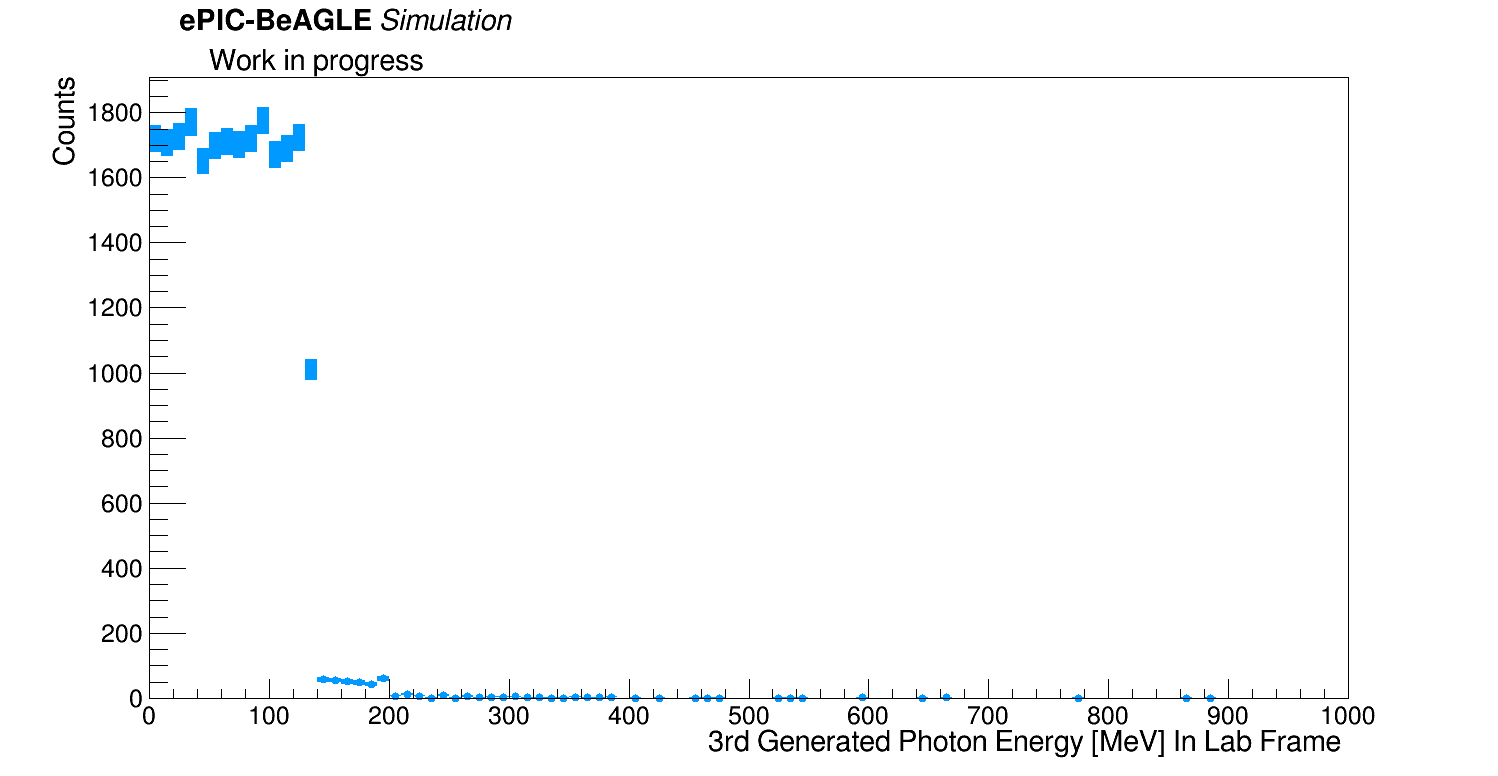 ePIC-BeAGLE Simulation
Work in progress
Counts
1800
1600
1400
1200
1000
800
600
400
200
0
0 100 200 300 400 500 600 700 800 900 1000
3rd Generated Photon Energy [MeV] In Lab Frame